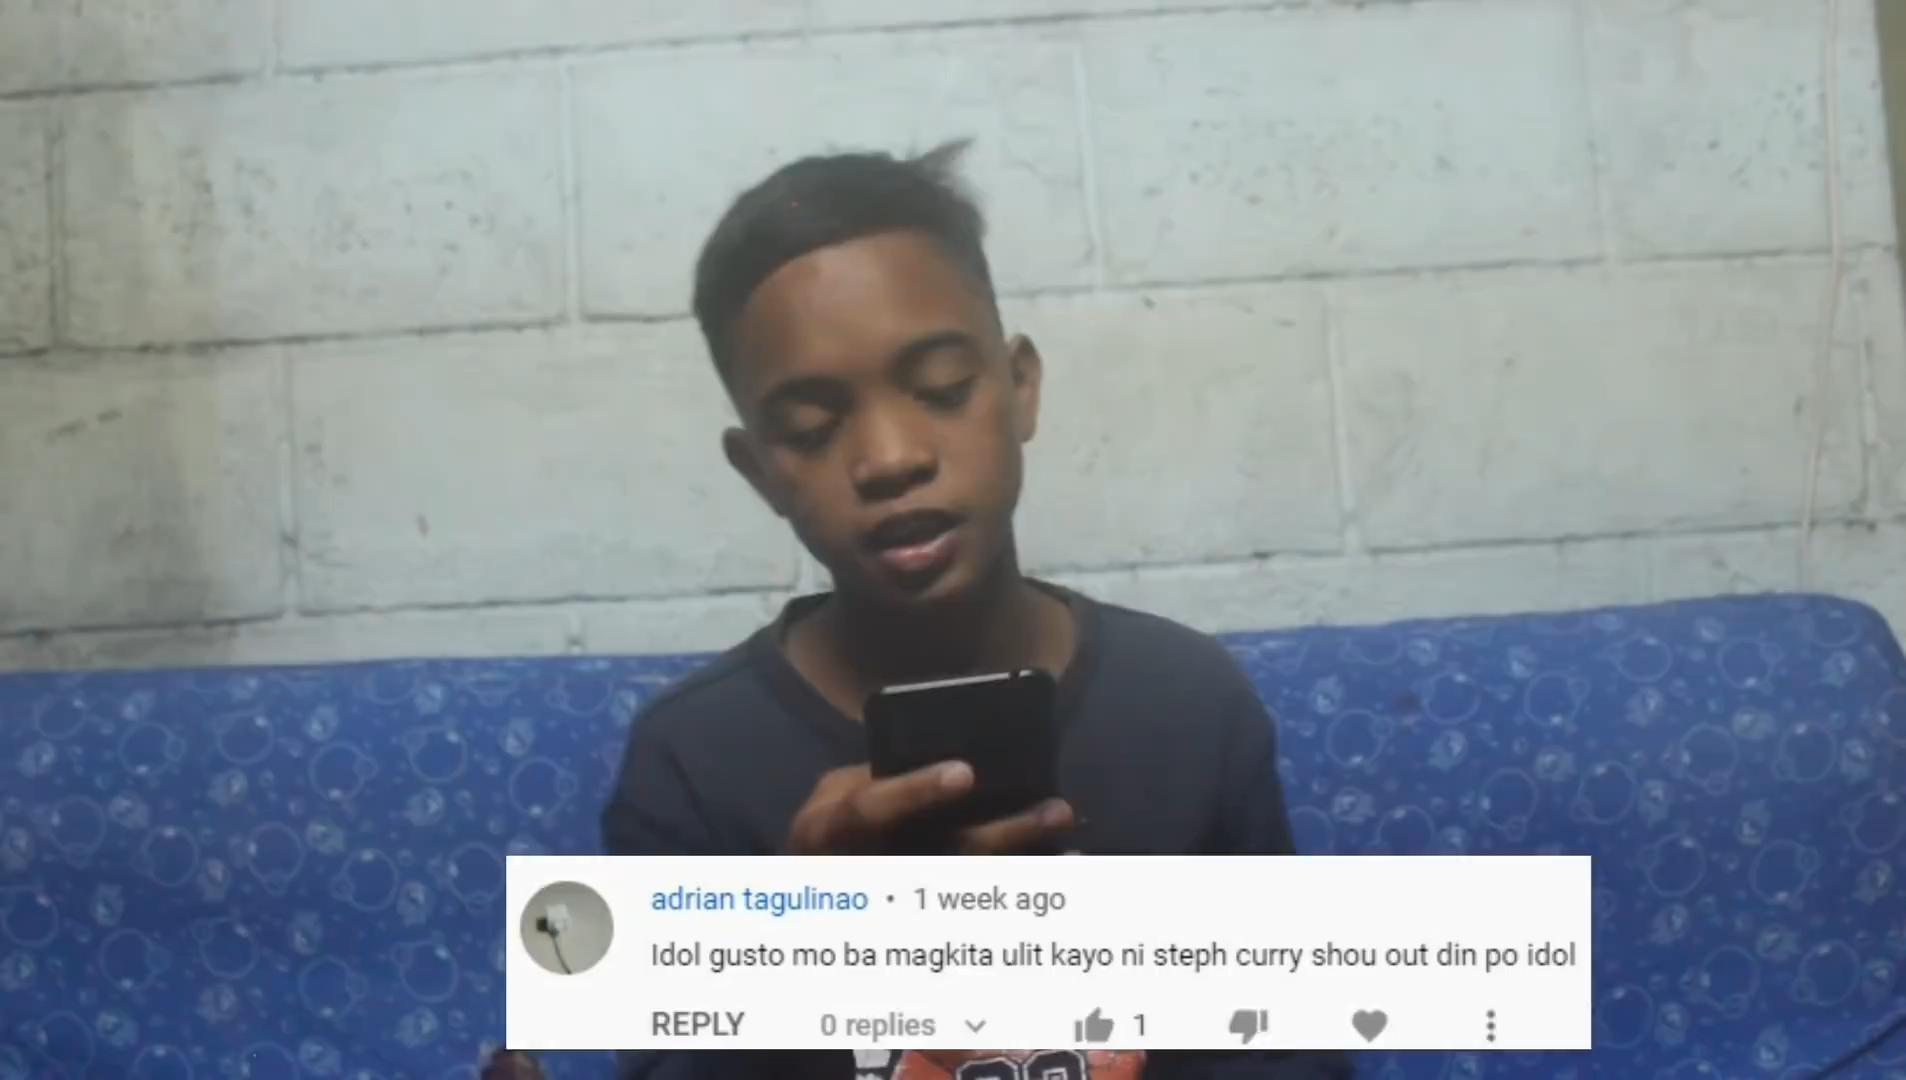 adrian tagulinao • 1 week ago
Idol gusto mo ba magkita ulit kayo ni steph curry shou out din po idol
REPLY 0 replies 1